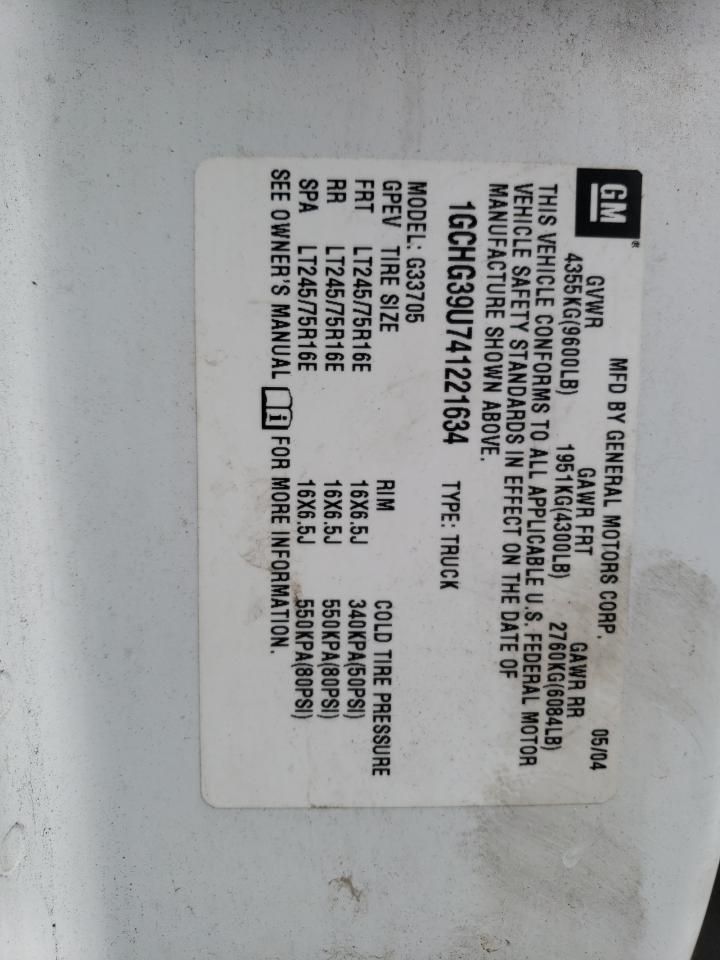 GM®
MFD BY GENERAL MOTORS CORP. 05/04
GVWR GAWR FRT GAWR RR
4355KG(9600LB) 1951KG(4300LB) 2760KG(6084LB)
THIS VEHICLE CONFORMS TO ALL APPLICABLE U.S. FEDERAL MOTOR
VEHICLE SAFETY STANDARDS IN EFFECT ON THE DATE OF
MANUFACTURE SHOWN ABOVE.
1GCHG39U741221634 TYPE: TRUCK
MODEL: G33705
GPEV TIRE SIZE RIM COLD TIRE PRESSURE
FRT LT245/75R16E 16X6.5J 340KPA(50PSI)
RR LT245/75R16E 16X6.5J 550KPA(80PSI)
SPA LT245/75R16E 16X6.5J 550KPA(80PSI)
SEE OWNER'S MANUAL i FOR MORE INFORMATION.